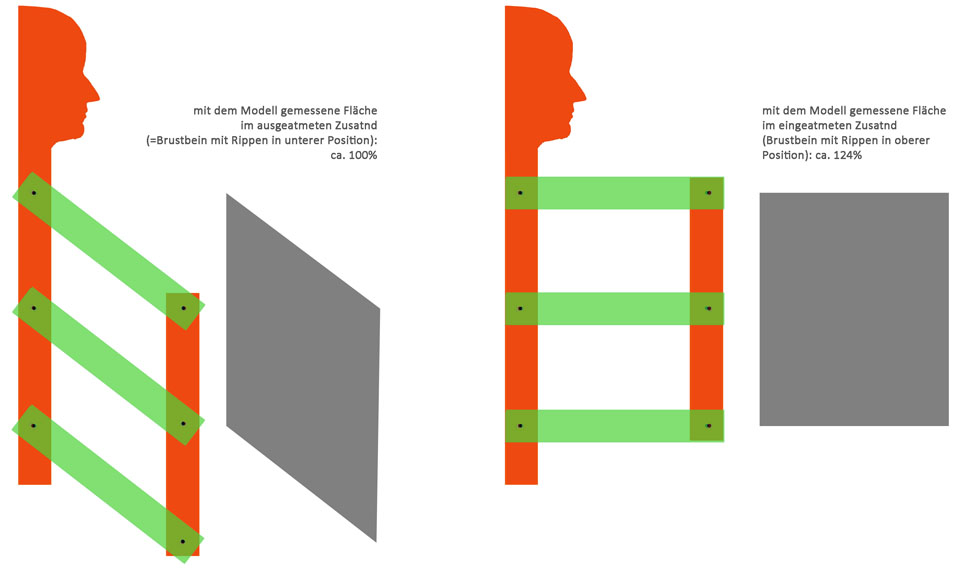 mit dem Modell gemessene Fläche
im ausgeatmeten Zusatnd
(=Brustbein mit Rippen in unterer Position):
ca. 100%
mit dem Modell gemessene Fläche
im eingeatmeten Zusatnd
(Brustbein mit Rippen in oberer
Position): ca. 124%